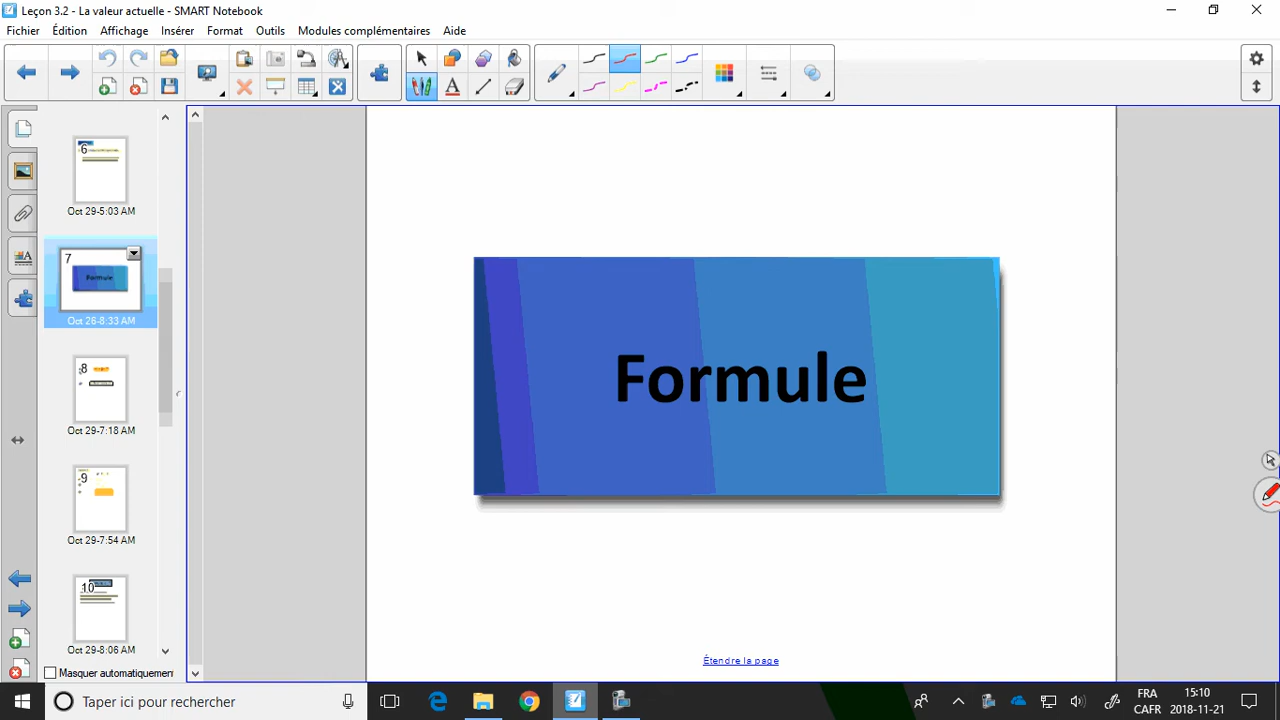 Leçon 3.2 - La valeur actuelle - SMART Notebook
Fichier Édition Affichage Insérer Format Outils Modules complémentaires Aide
6
Oct 29-5:03 AM
7
Formule
Oct 26-8:33 AM
8
Oct 29-7:18 AM
9
Oct 29-7:54 AM
10
Oct 29-8:06 AM
Masquer automatiquemen
Formule
Étendre la page
Taper ici pour rechercher
FRA
CAFR
15:10
2018-11-21